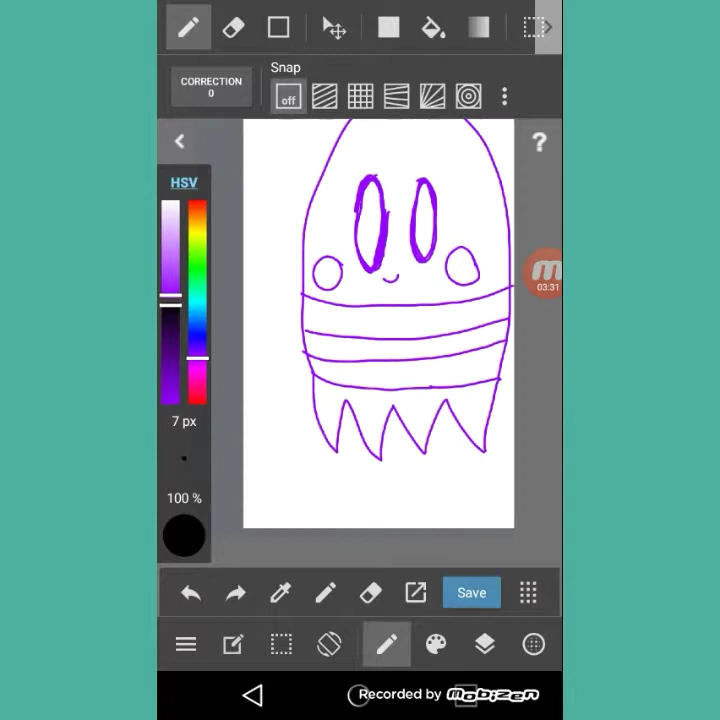 Snap
CORRECTION
0
off
?
HSV
03:31
7 px
100 %
Save
Recorded by Mobizen